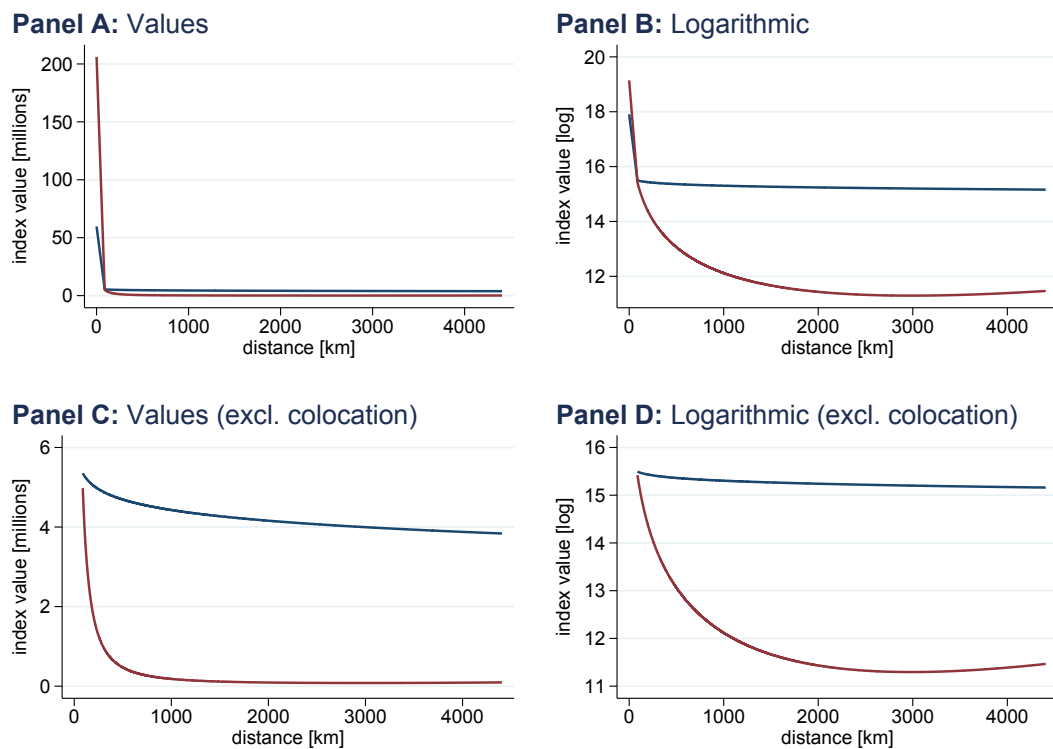 Panel A: Values
index value [millions]
200
150
100
50
0
0 1000 2000 3000 4000
distance [km]
Panel B: Logarithmic
index value [log]
20
18
16
14
12
0 1000 2000 3000 4000
distance [km]
Panel C: Values (excl. colocation)
index value [millions]
6
4
2
0
0 1000 2000 3000 4000
distance [km]
Panel D: Logarithmic (excl. colocation)
index value [log]
16
15
14
13
12
11
0 1000 2000 3000 4000
distance [km]